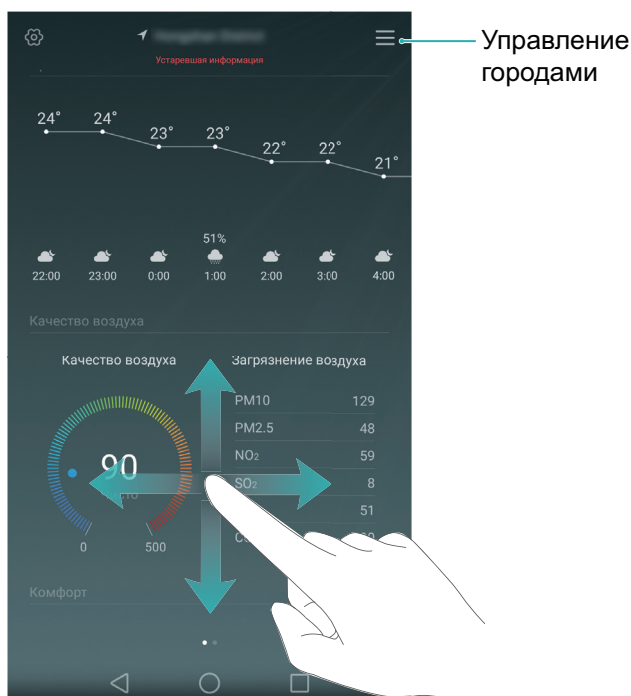 Управление
городами
Устаревшая информация
24° 24° 23° 23° 22° 22° 21°
51%
22:00 23:00 0:00 1:00 2:00 3:00 4:00
Качество воздуха
Качество воздуха
Загрязнение воздуха
PM10 129
PM2.5 48
NO₂ 59
90
SO₂ 8
51
0 500
Комфорт